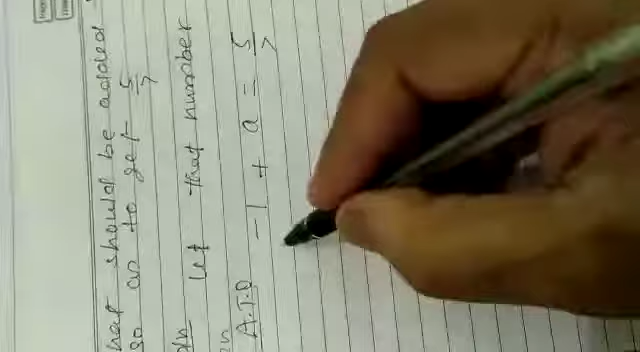 hat should be added
so as to get 5/7
Let that number
A.T.Q -1 + a = 5/7